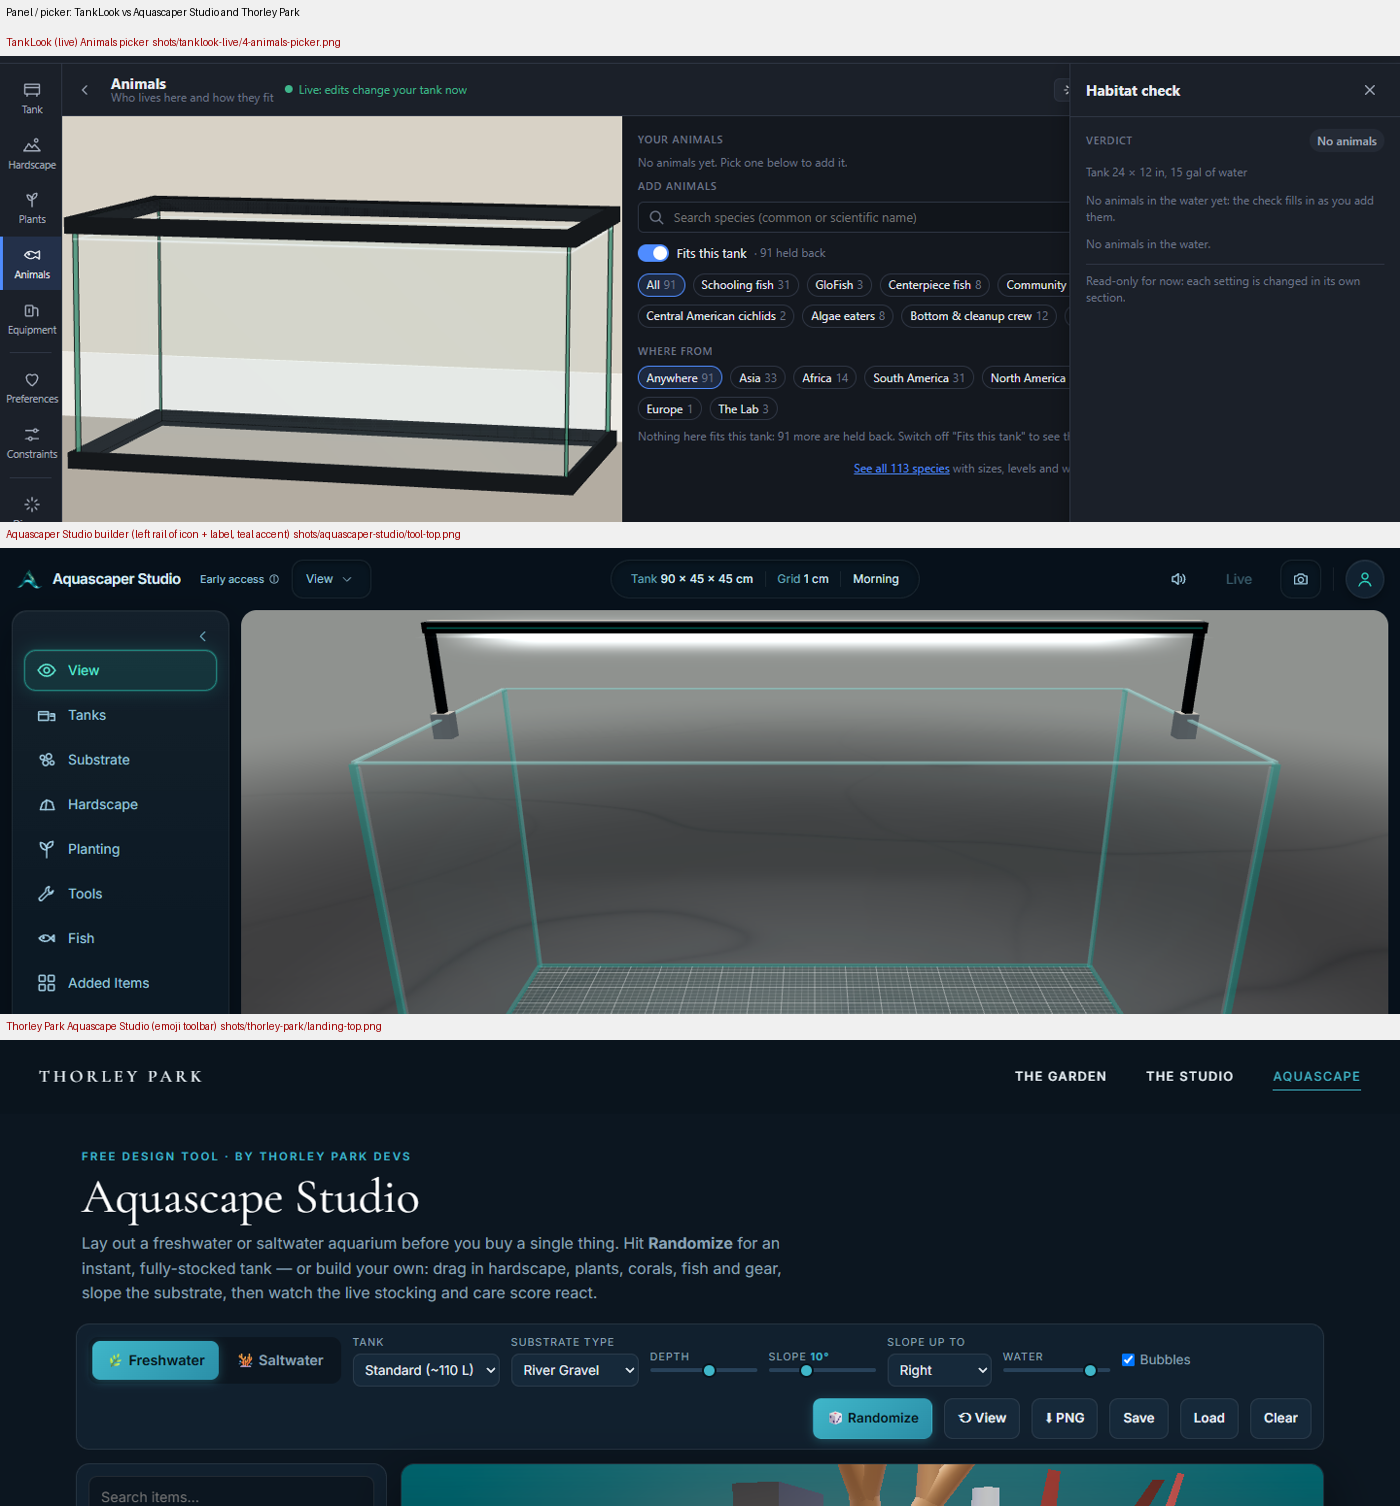 Panel / picker: TankLook vs Aquascaper Studio and Thorley Park
TankLook (live) Animals picker shots/tanklook-live/4-animals-picker.png
Tank
Hardscape
Plants
Animals
Equipment
Preferences
Constraints
Animals
Who lives here and how they fit
Live: edits change your tank now
YOUR ANIMALS
No animals yet. Pick one below to add it.
ADD ANIMALS
Search species (common or scientific name)
Fits this tank · 91 held back
All 91
Schooling fish 31
GloFish 3
Centerpiece fish 8
Community
Central American cichlids 2
Algae eaters 8
Bottom & cleanup crew 12
WHERE FROM
Anywhere 91
Asia 33
Africa 14
South America 31
North America
Europe 1
The Lab 3
Nothing here fits this tank: 91 more are held back. Switch off "Fits this tank" to see
See all 113 species with sizes, levels and
Habitat check
VERDICT
No animals
Tank 24 × 12 in, 15 gal of water
No animals in the water yet: the check fills in as you add
them.
No animals in the water.
Read-only for now: each setting is changed in its own
section.
Aquascaper Studio builder (left rail of icon + label, teal accent) shots/aquascaper-studio/tool-top.png
Aquascaper Studio
Early access
View
Tank 90 × 45 × 45 cm
Grid 1 cm
Morning
Live
View
Tanks
Substrate
Hardscape
Planting
Tools
Fish
Added Items
Thorley Park Aquascape Studio (emoji toolbar) shots/thorley-park/landing-top.png
THORLEY PARK
THE GARDEN
THE STUDIO
AQUASCAPE
FREE DESIGN TOOL · BY THORLEY PARK DEVS
Aquascape Studio
Lay out a freshwater or saltwater aquarium before you buy a single thing. Hit Randomize for an
instant, fully-stocked tank — or build your own: drag in hardscape, plants, corals, fish and gear,
slope the substrate, then watch the live stocking and care score react.
Freshwater
Saltwater
TANK
Standard (~110 L)
SUBSTRATE TYPE
River Gravel
DEPTH
SLOPE 10°
SLOPE UP TO
Right
WATER
Bubbles
Randomize
View
PNG
Save
Load
Clear
Search items...